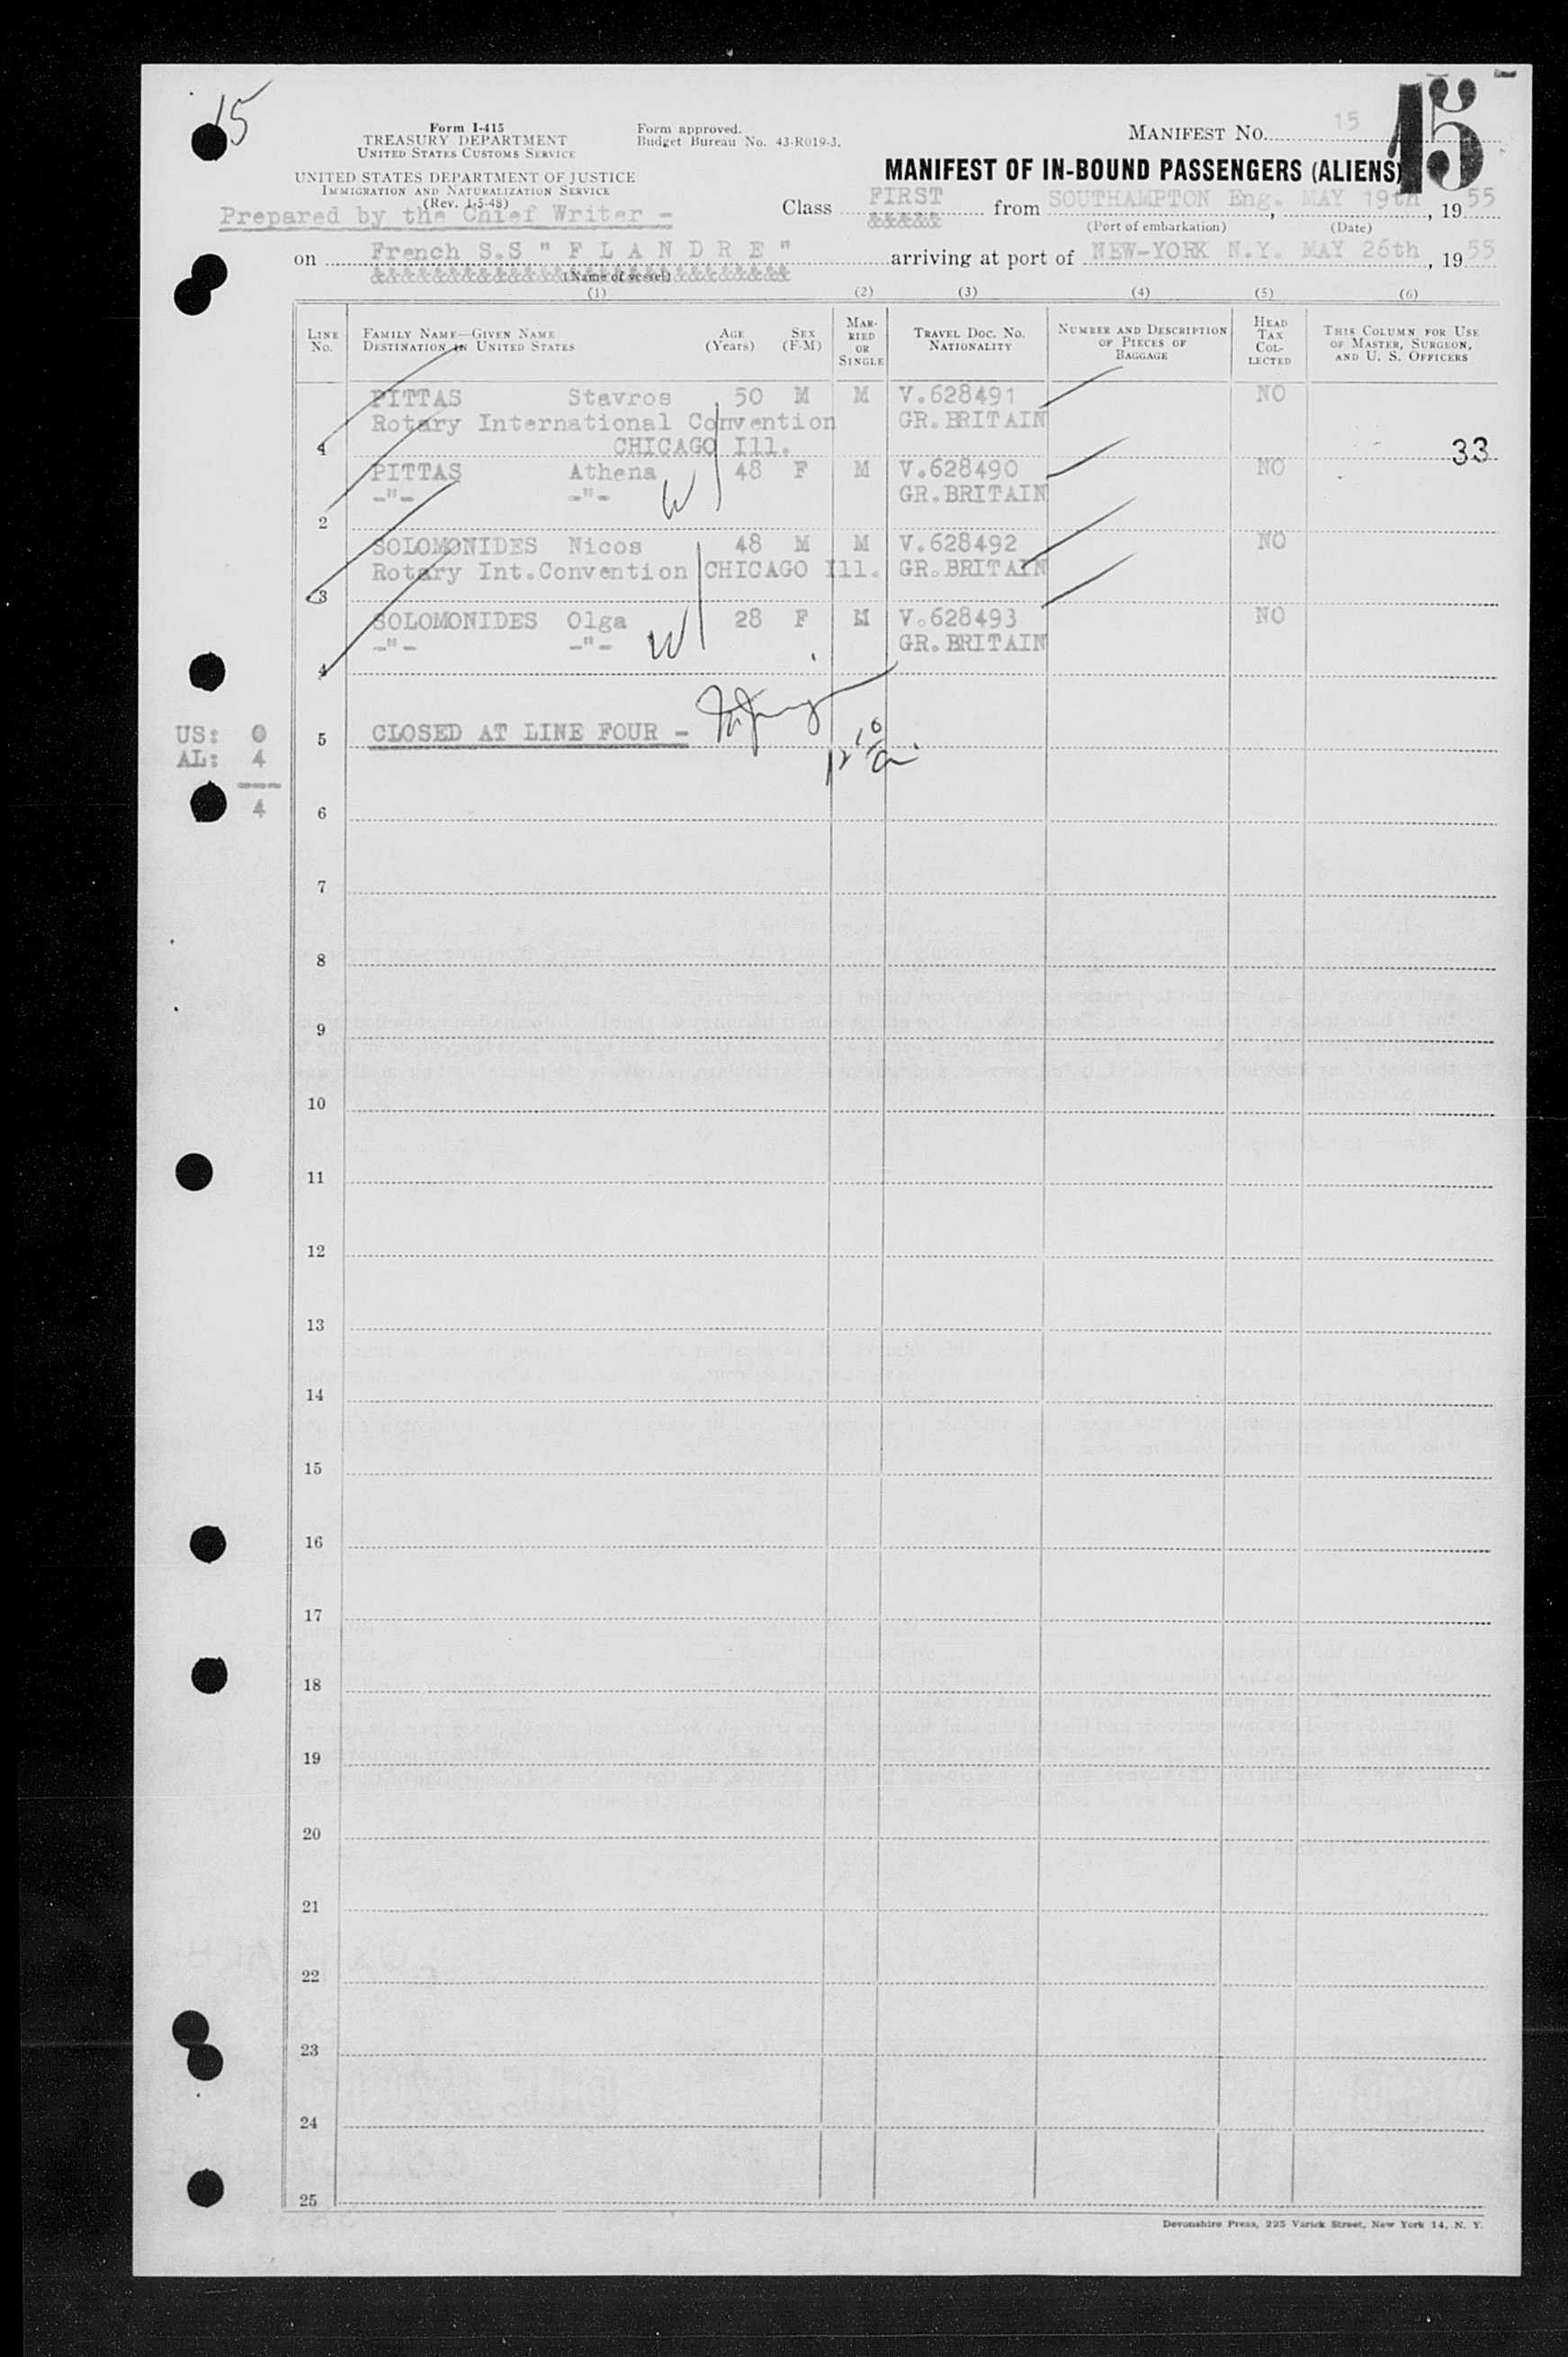 15
Form I-415
TREASURY DEPARTMENT
UNITED STATES CUSTOMS SERVICE
UNITED STATES DEPARTMENT OF JUSTICE
IMMIGRATION AND NATURALIZATION SERVICE
(Rev. 1-5-48)
Prepared by the Chief Writer -
Form approved.
Budget Bureau No. 43-R019-3.
MANIFEST NO. 15
15
MANIFEST OF IN-BOUND PASSENGERS (ALIENS)
Class FIRST from SOUTHAMPTON Eng., MAY 19th, 1955
&&&&& (Port of embarkation) (Date)
on French S.S " F L A N D R E " arriving at port of NEW-YORK N.Y. MAY 26th, 1955
(Name of vessel)
(1) (2) (3) (4) (5) (6)
LINE NO. FAMILY NAME—GIVEN NAME DESTINATION IN UNITED STATES AGE (YEARS) SEX (F-M) MARRIED OR SINGLE TRAVEL DOC. NO. NATIONALITY NUMBER AND DESCRIPTION OF PIECES OF BAGGAGE HEAD TAX COLLECTED THIS COLUMN FOR USE OF MASTER, SURGEON, AND U. S. OFFICERS
PITTAS Stavros 50 M M V.628491 NO
Rotary International Convention GR.BRITAIN
CHICAGO Ill. 33
PITTAS Athena 48 F M V.628490 NO
-"- -"- W GR.BRITAIN
2
SOLOMONIDES Nicos 48 M M V.628492 NO
Rotary Int.Convention CHICAGO Ill. GR.BRITAIN
3
SOLOMONIDES Olga 28 F M V.628493 NO
-"- -"- W GR.BRITAIN
4
US: 0
AL: 4
---
4
5 CLOSED AT LINE FOUR -
6
7
8
9
10
11
12
13
14
15
16
17
18
19
20
21
22
23
24
25
Devonshire Press, 225 Varick Street, New York 14, N. Y.